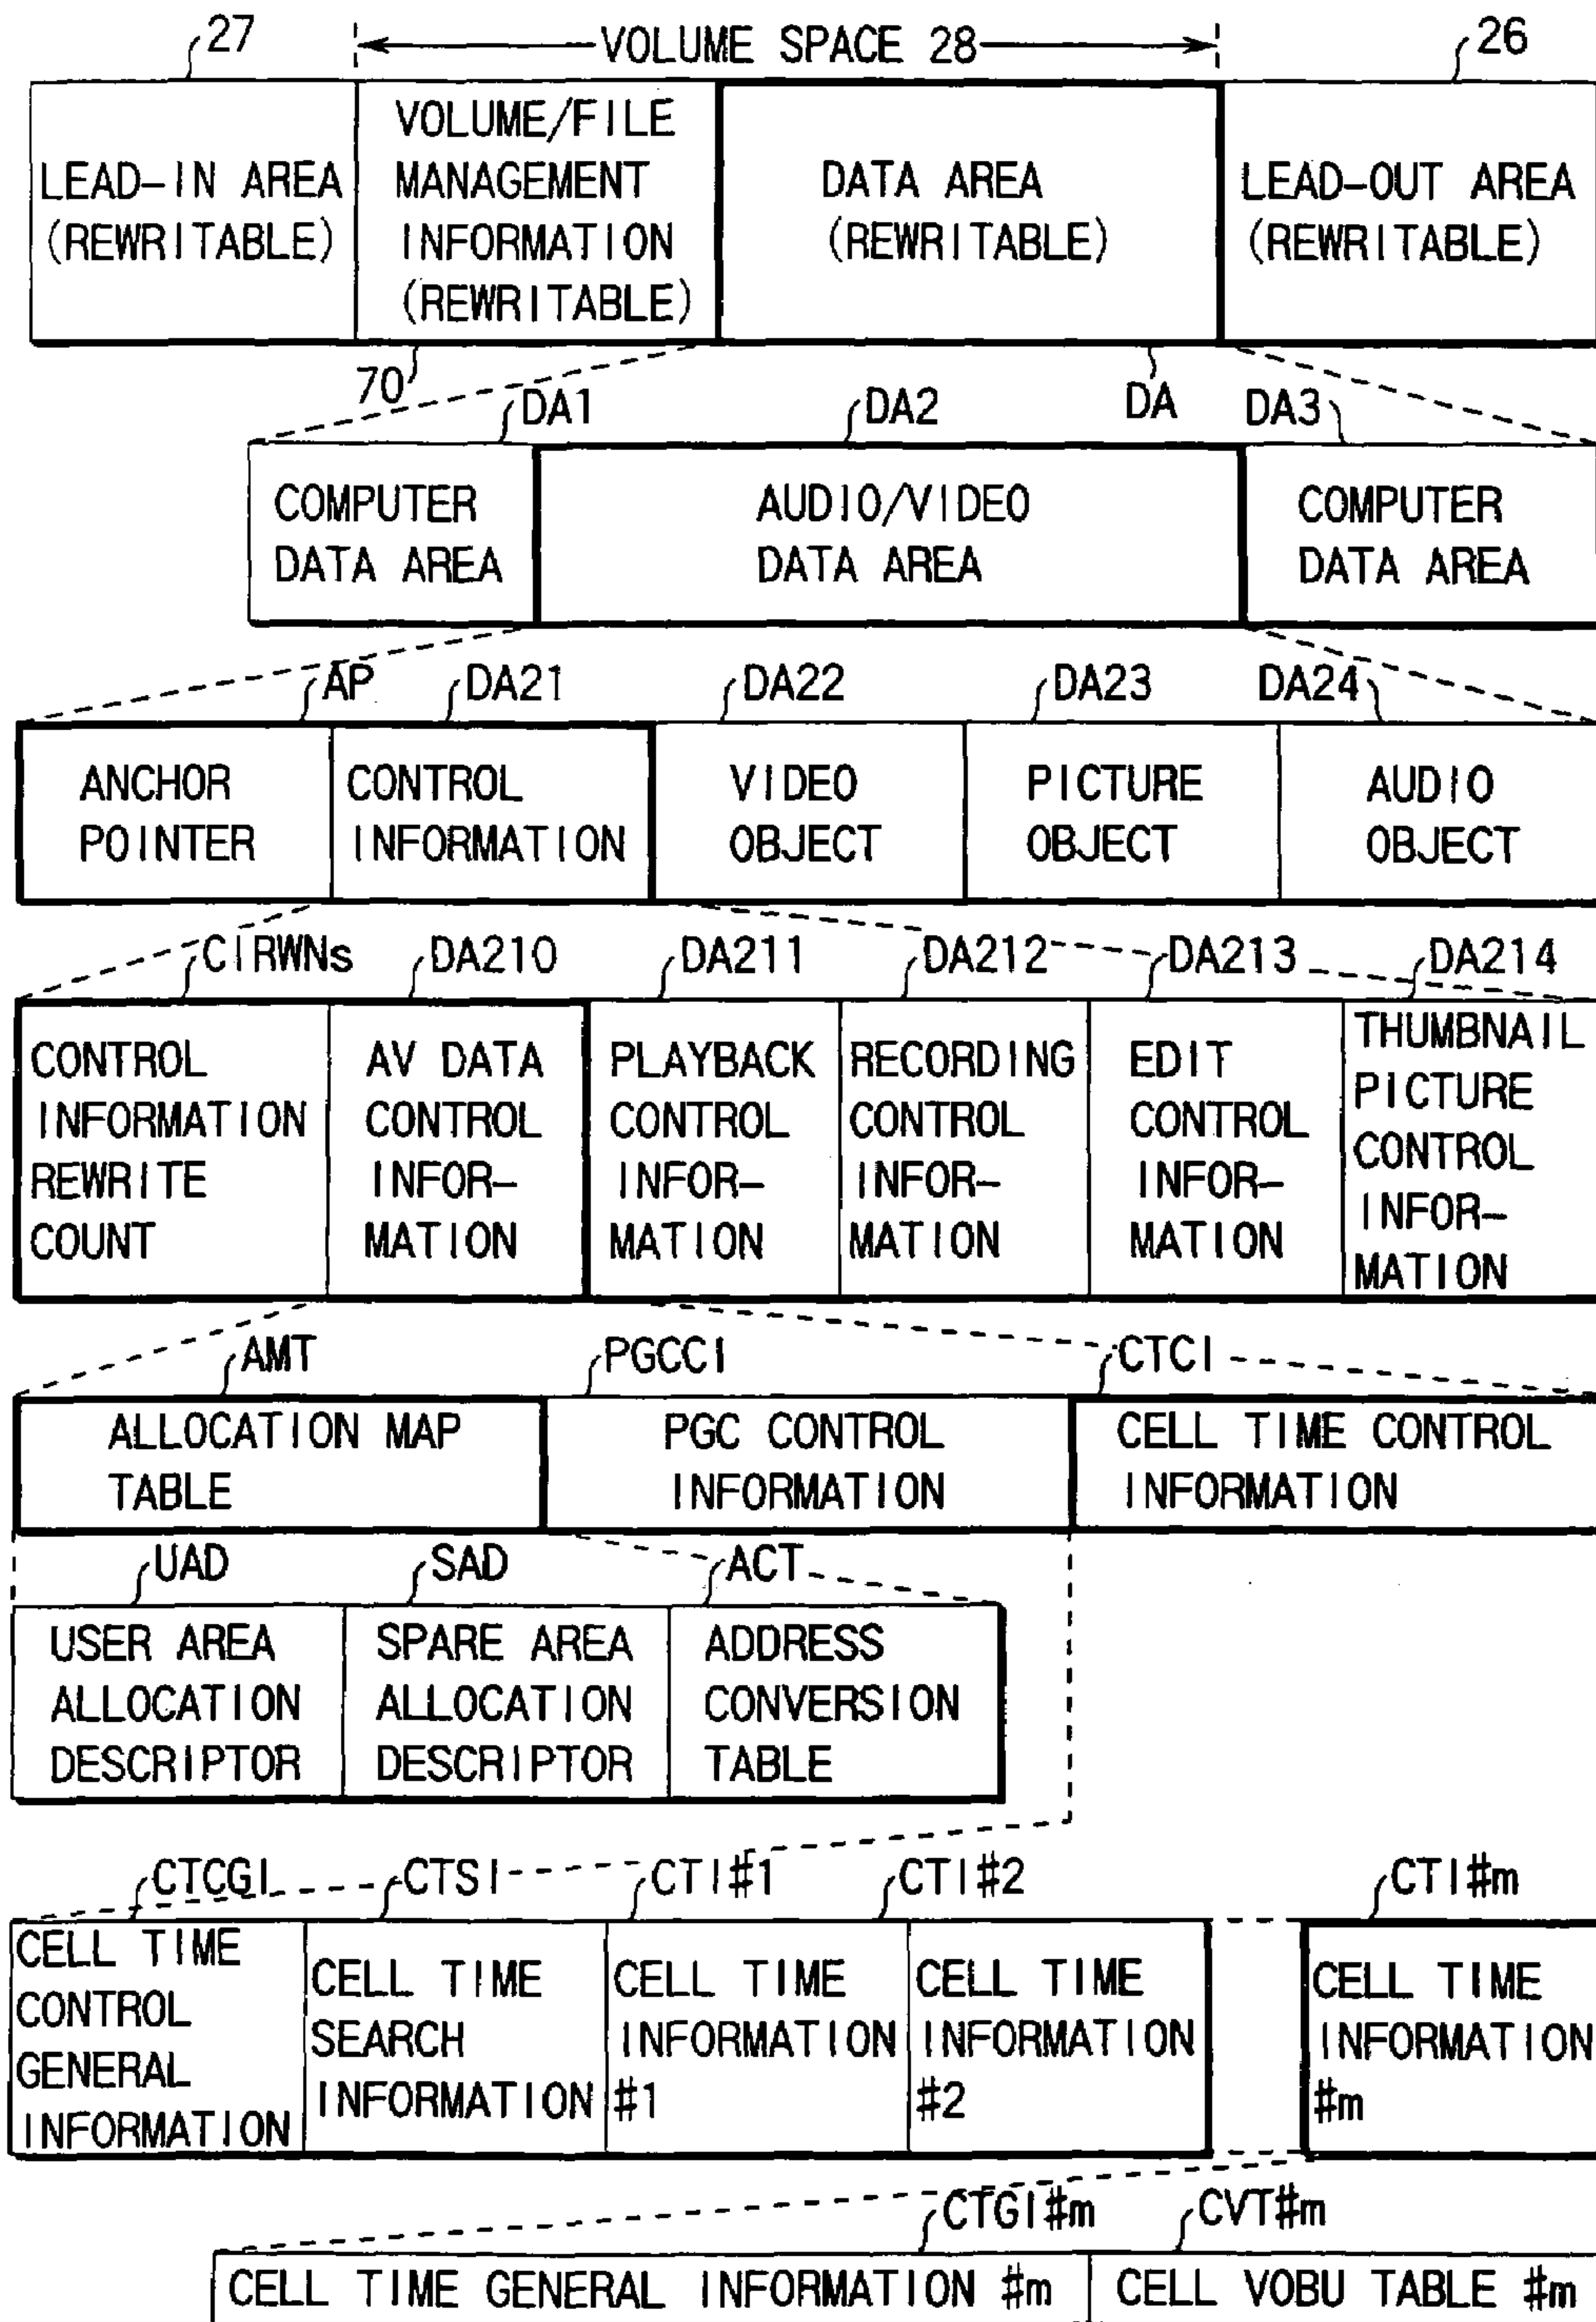 27
VOLUME SPACE 28
26
LEAD-IN AREA
(REWRITABLE)
VOLUME/FILE
MANAGEMENT
INFORMATION
(REWRITABLE)
DATA AREA
(REWRITABLE)
LEAD-OUT AREA
(REWRITABLE)
70
DA
DA1
DA2
DA3
COMPUTER
DATA AREA
AUDIO/VIDEO
DATA AREA
COMPUTER
DATA AREA
AP
DA21
DA22
DA23
DA24
ANCHOR
POINTER
CONTROL
INFORMATION
VIDEO
OBJECT
PICTURE
OBJECT
AUDIO
OBJECT
CIRWNs
DA210
DA211
DA212
DA213
DA214
CONTROL
INFORMATION
REWRITE
COUNT
AV DATA
CONTROL
INFOR-
MATION
PLAYBACK
CONTROL
INFOR-
MATION
RECORDING
CONTROL
INFOR-
MATION
EDIT
CONTROL
INFOR-
MATION
THUMBNAIL
PICTURE
CONTROL
INFOR-
MATION
AMT
PGCCI
CTCI
ALLOCATION MAP
TABLE
PGC CONTROL
INFORMATION
CELL TIME CONTROL
INFORMATION
UAD
SAD
ACT
USER AREA
ALLOCATION
DESCRIPTOR
SPARE AREA
ALLOCATION
DESCRIPTOR
ADDRESS
CONVERSION
TABLE
CTCGI
CTSI
CTI#1
CTI#2
CTI#m
CELL TIME
CONTROL
GENERAL
INFORMATION
CELL TIME
SEARCH
INFORMATION
CELL TIME
INFORMATION
#1
CELL TIME
INFORMATION
#2
CELL TIME
INFORMATION
#m
CTGI#m
CVT#m
CELL TIME GENERAL INFORMATION #m
CELL VOBU TABLE #m